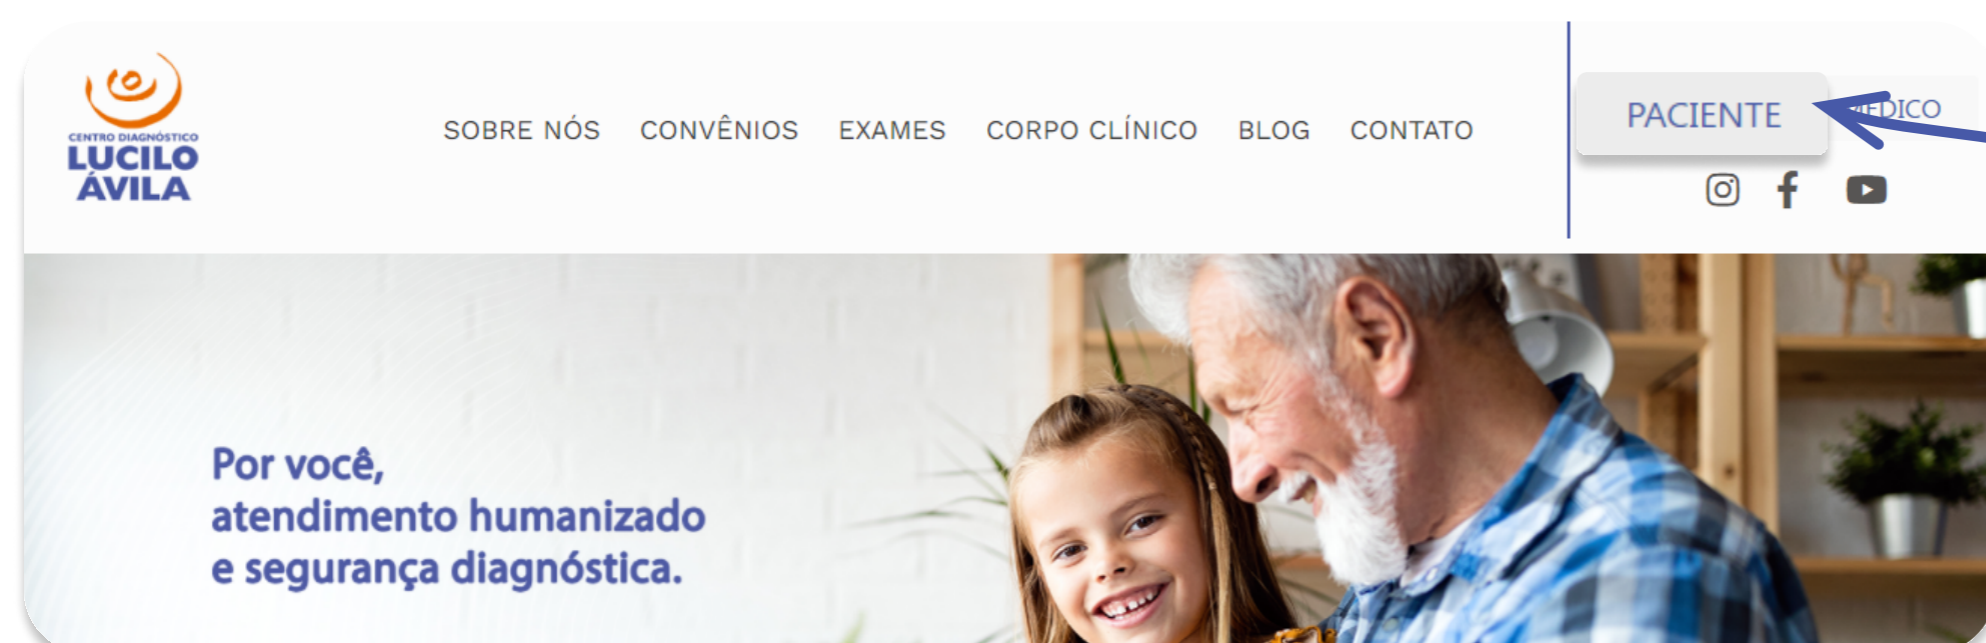 CENTRO DIAGNÓSTICO
LUCILO
ÁVILA
SOBRE NÓS CONVÊNIOS EXAMES CORPO CLÍNICO BLOG CONTATO
PACIENTE MÉDICO
Por você,
atendimento humanizado
e segurança diagnóstica.